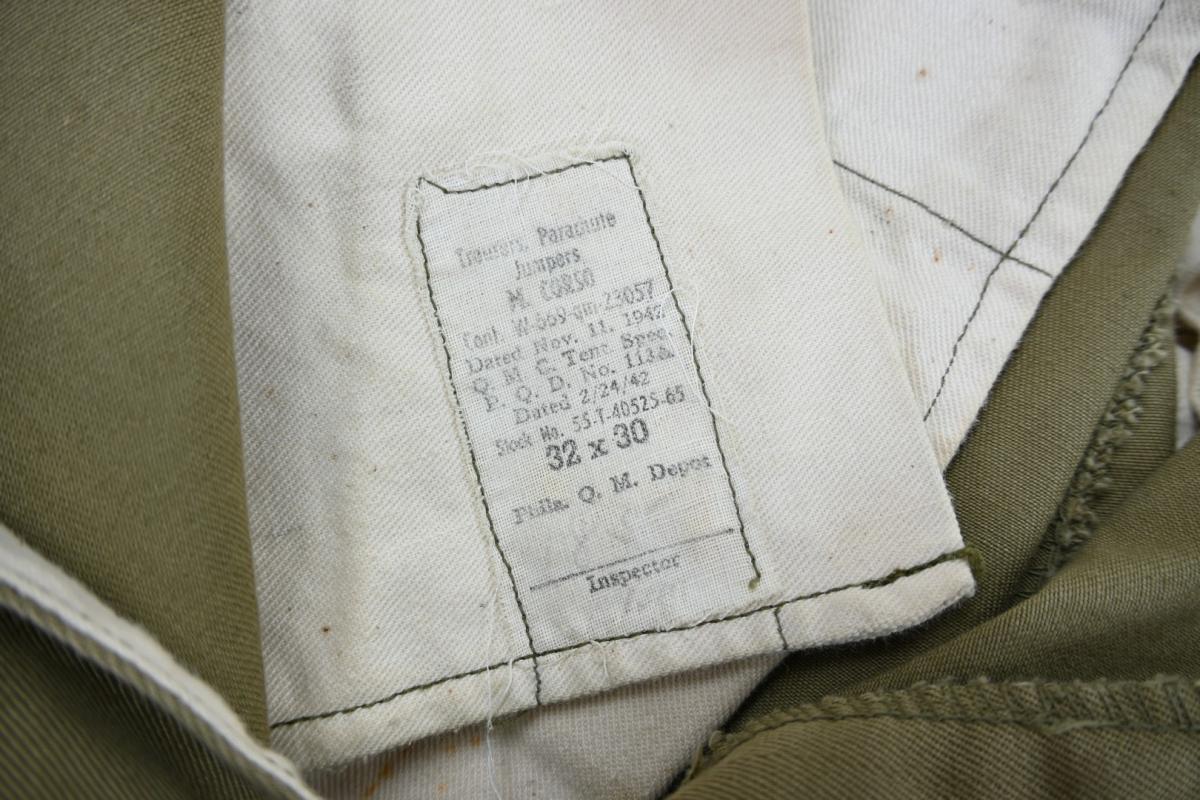 Trousers, Parachute
Jumpers
M. CORSO
Cont. W-669-qm-23057
Dated Nov. 11, 1942
Q. M. C. Tent. Spec.
P. Q. D. No. 113A
Dated 2/24/42
Stock No. 55-T-40525-65
32 x 30
Phila. Q. M. Depot
Inspector